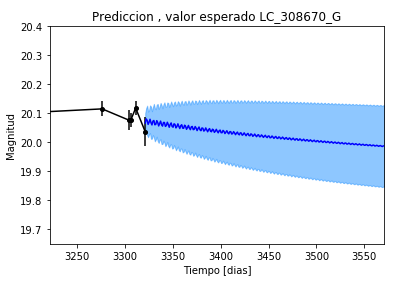 Prediccion , valor esperado LC_308670_G
20.4
20.3
20.2
20.1
20.0
19.9
19.8
19.7
Magnitud
3250 3300 3350 3400 3450 3500 3550
Tiempo [dias]